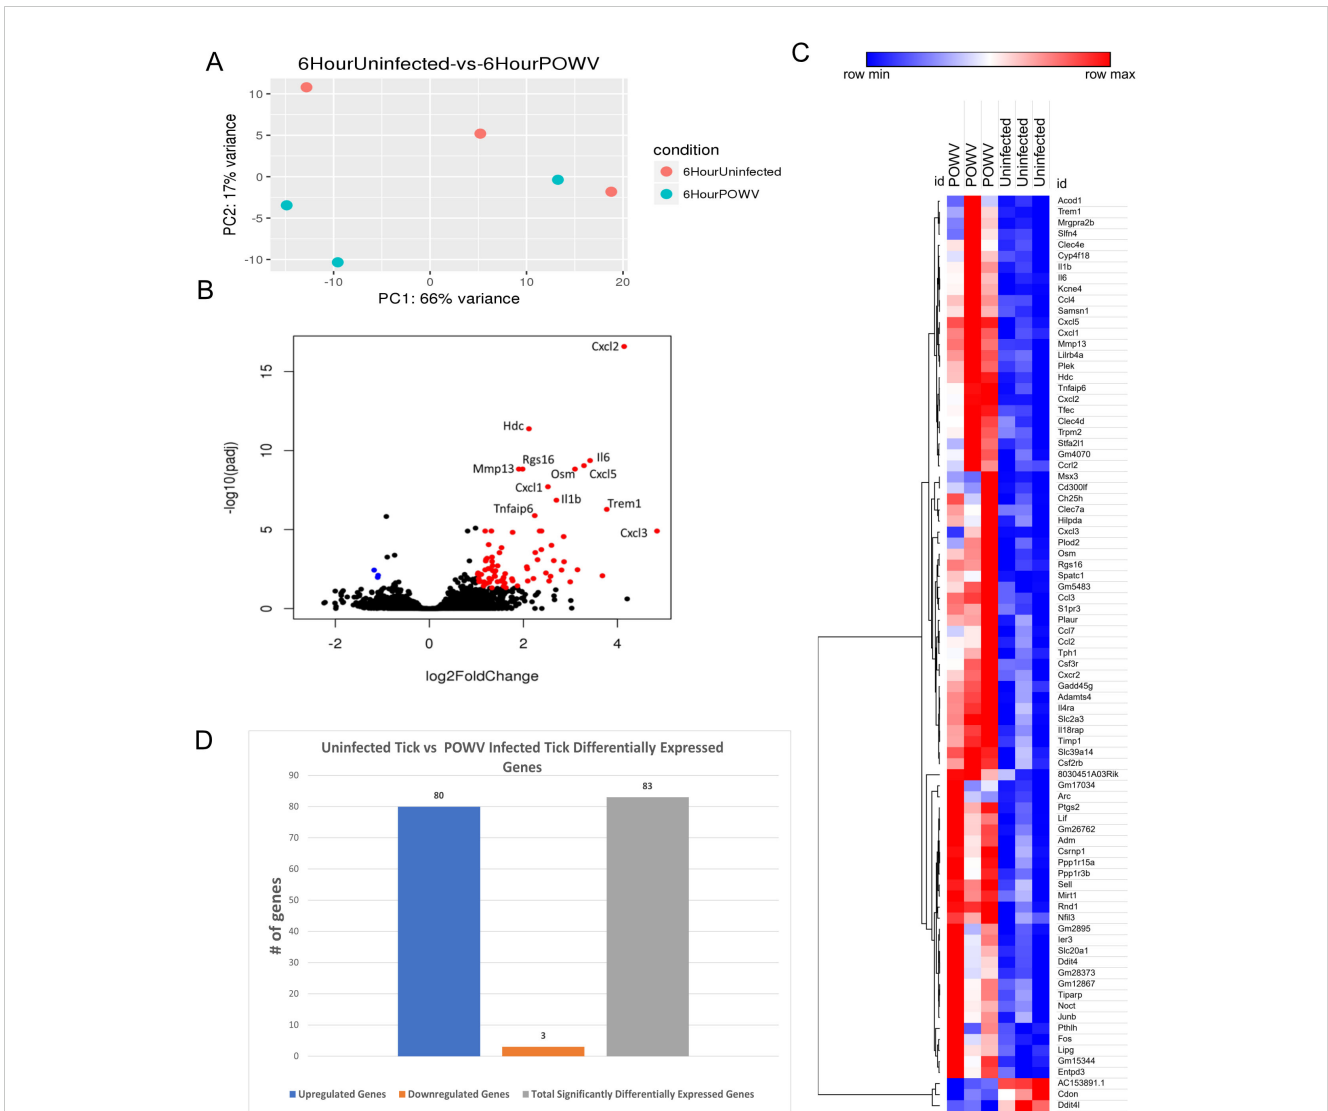 A
6HourUninfected-vs-6HourPOWV
10
5
0
-5
-10
-10
0
10
20
PC2: 17% variance
PC1: 66% variance
condition
6HourUninfected
6HourPOWV
B
Cxcl2
Hdc
Rgs16
Il6
Mmp13
Osm
Cxcl5
Cxcl1
Il1b
Trem1
Tnfaip6
Cxcl3
15
10
5
0
-2
0
2
4
-log10(padj)
log2FoldChange
C
row min
row max
id
POWV
POWV
POWV
Uninfected
Uninfected
Uninfected
id
Acod1
Trem1
Mrgpra2b
Slfn4
Clec4e
Cyp4f18
Il1b
Il6
Kcne4
Ccl4
Samsn1
Cxcl5
Cxcl1
Mmp13
Lilrb4a
Plek
Hdc
Tnfaip6
Cxcl2
Tfec
Clec4d
Trpm2
Stfa2l1
Gm4070
Ccrl2
Msx3
Cd300lf
Ch25h
Clec7a
Hilpda
Cxcl3
Plod2
Osm
Rgs16
Spatc1
Gm5483
Ccl3
S1pr3
Plaur
Ccl7
Ccl2
Tph1
Csf3r
Cxcr2
Gadd45g
Adamts4
Il4ra
Slc2a3
Il18rap
Timp1
Slc39a14
Csf2rb
8030451A03Rik
Gm17034
Arc
Ptgs2
Lif
Gm26762
Adm
Csrnp1
Ppp1r15a
Ppp1r3b
Sell
Mirt1
Rnd1
Nfil3
Gm2895
Ier3
Slc20a1
Ddit4
Gm28373
Gm12867
Tiparp
Noct
Junb
Pthlh
Fos
Lipg
Gm15344
Entpd3
AC153891.1
Cdon
Ddit4l
D
Uninfected Tick vs POWV Infected Tick Differentially Expressed
Genes
90
80
70
60
50
40
30
20
10
0
# of genes
80
3
83
Upregulated Genes
Downregulated Genes
Total Significantly Differentially Expressed Genes